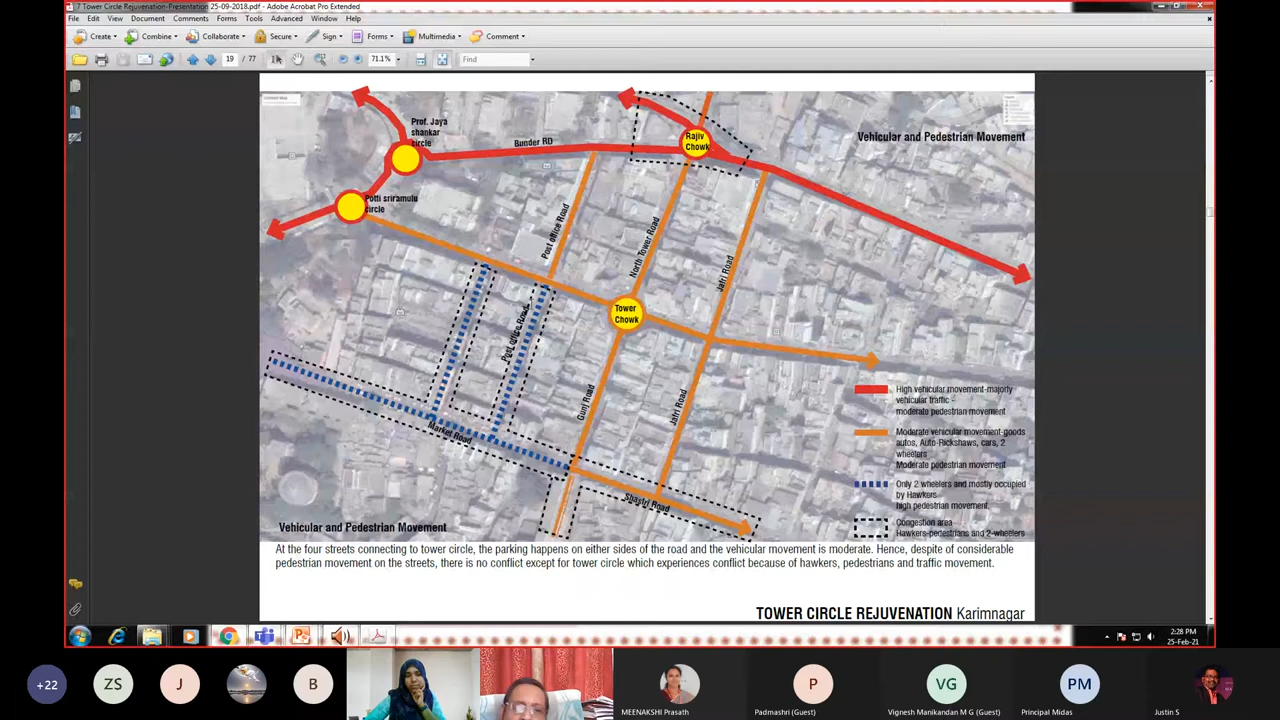 7 Tower Circle Rejuvenation-Presentation 25-09-2018.pdf - Adobe Acrobat Pro Extended
File Edit View Document Comments Forms Tools Advanced Window Help
Create Combine Collaborate Secure Sign Forms Multimedia Comment
19 / 77 71.1% Find
Vehicular and Pedestrian Movement
Prof. Jaya
shankar
circle
Bunder RD
Rajiv
Chowk
Potti sriramulu
circle
Post office Road
North Tower Road
Jafri Road
Tower
Chowk
Post office Road
Gunj Road
Jafri Road
Market Road
Shastri Road
High vehicular movement-majorly
vehicular traffic -
moderate pedestrian movement
Moderate vehicular movement-goods
autos, Auto-Rickshaws, cars, 2
wheelers
Moderate pedestrian movement
Only 2 wheelers and mostly occupied
by Hawkers
high pedestrian movement.
Congestion area
Hawkers-pedestrians and 2-wheelers
Vehicular and Pedestrian Movement
At the four streets connecting to tower circle, the parking happens on either sides of the road and the vehicular movement is moderate. Hence, despite of considerable
pedestrian movement on the streets, there is no conflict except for tower circle which experiences conflict because of hawkers, pedestrians and traffic movement.
TOWER CIRCLE REJUVENATION Karimnagar
2:28 PM
25-Feb-21
+22 ZS J B P VG PM
MEENAKSHI Prasath Padmashri (Guest) Vignesh Manikandan M G (Guest) Principal Midas Justin S